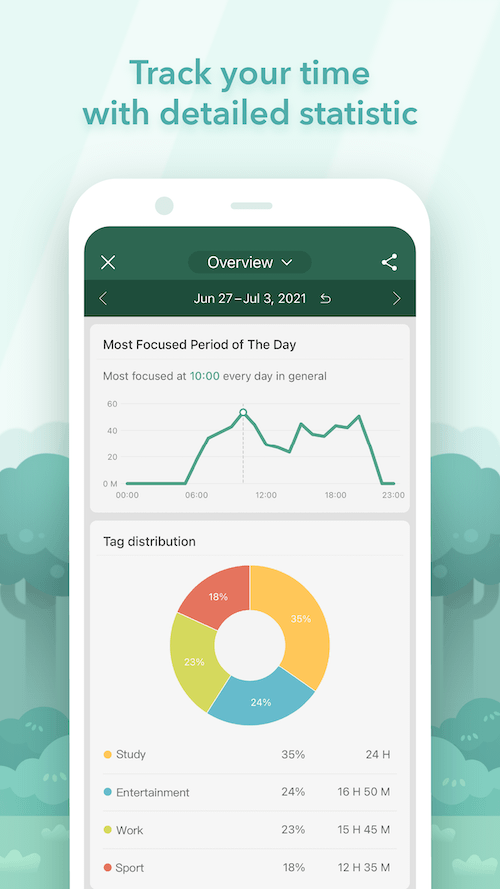 Track your time
with detailed statistic
Overview
Jun 27 – Jul 3, 2021
Most Focused Period of The Day
Most focused at 10:00 every day in general
60
40
20
0 M
00:00 06:00 12:00 18:00 23:00
Tag distribution
18%
35%
23%
24%
Study 35% 24 H
Entertainment 24% 16 H 50 M
Work 23% 15 H 45 M
Sport 18% 12 H 35 M